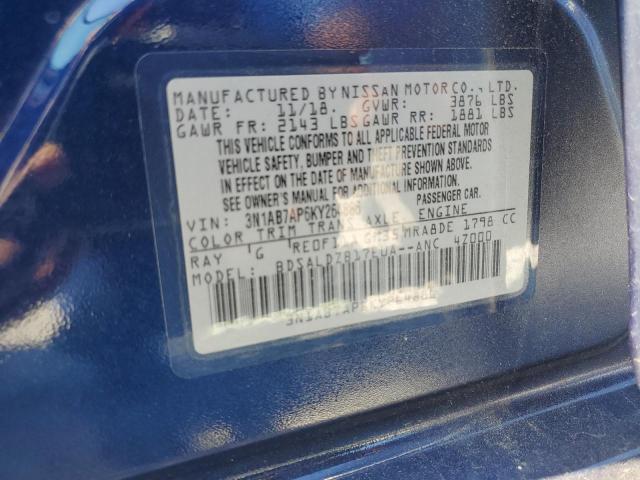 MANUFACTURED BY NISSAN MOTOR CO., LTD.
DATE: 11/18. GVWR: 3876 LBS
GAWR FR: 2143 LBS GAWR RR: 1881 LBS
THIS VEHICLE CONFORMS TO ALL APPLICABLE FEDERAL MOTOR
VEHICLE SAFETY, BUMPER AND THEFT PREVENTION STANDARDS
IN EFFECT ON THE DATE OF MANUFACTURE SHOWN ABOVE.
SEE OWNER'S MANUAL FOR ADDITIONAL INFORMATION.
PASSENGER CAR.
VIN:
COLOR TRIM TRANS AXLE ENGINE
RAY G MRA8DE 1798 CC
MODEL: -ANC 4Z000